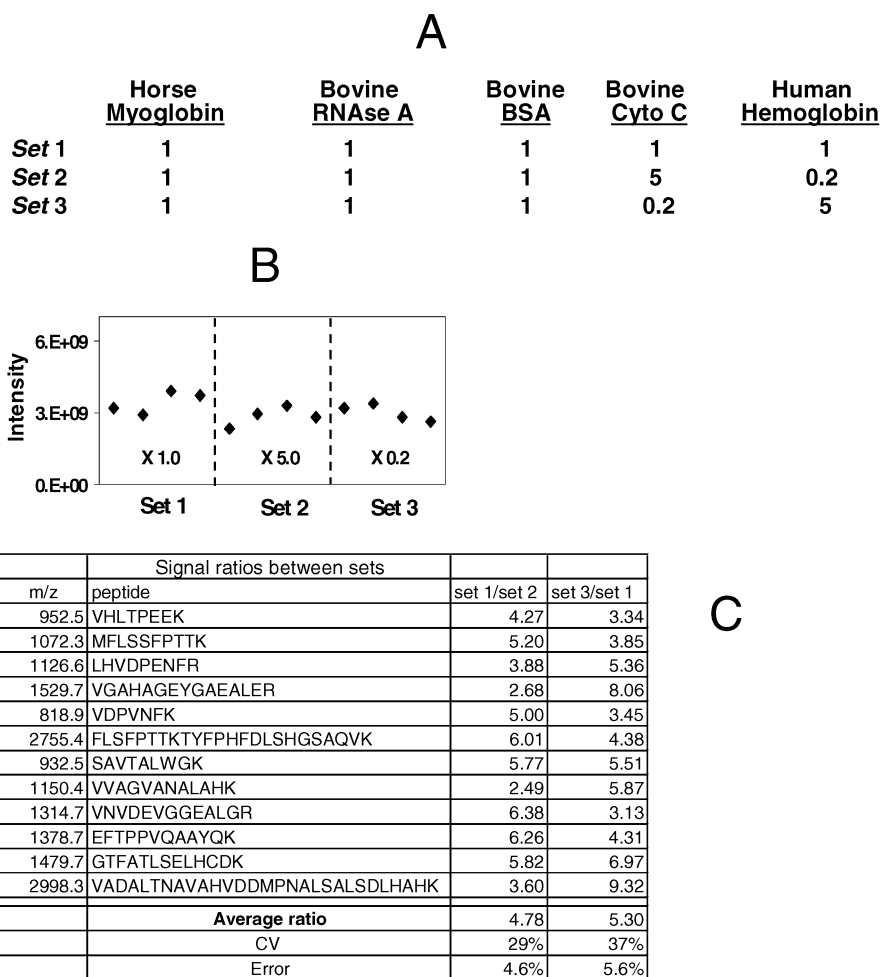 A
Horse Bovine Bovine Bovine Human
Myoglobin RNAse A BSA Cyto C Hemoglobin
Set 1 1 1 1 1 1
Set 2 1 1 1 5 0.2
Set 3 1 1 1 0.2 5
B
Intensity
6.E+09
3.E+09
0.E+00
X 1.0 X 5.0 X 0.2
Set 1 Set 2 Set 3
C
Signal ratios between sets
m/z peptide set 1/set 2 set 3/set 1
952.5 VHLTPEEK 4.27 3.34
1072.3 MFLSSFPTTK 5.20 3.85
1126.6 LHVDPENFR 3.88 5.36
1529.7 VGAHAGEYGAEALER 2.68 8.06
818.9 VDPVNFK 5.00 3.45
2755.4 FLSFPTTKTYFPHFDLSHGSAQVK 6.01 4.38
932.5 SAVTALWGK 5.77 5.51
1150.4 VVAGVANALAHK 2.49 5.87
1314.7 VNVDEVGGEALGR 6.38 3.13
1378.7 EFTPPVQAAYQK 6.26 4.31
1479.7 GTFATLSELHCDK 5.82 6.97
2998.3 VADALTNAVAHVDDMPNALSALSDLHAHK 3.60 9.32
Average ratio 4.78 5.30
CV 29% 37%
Error 4.6% 5.6%